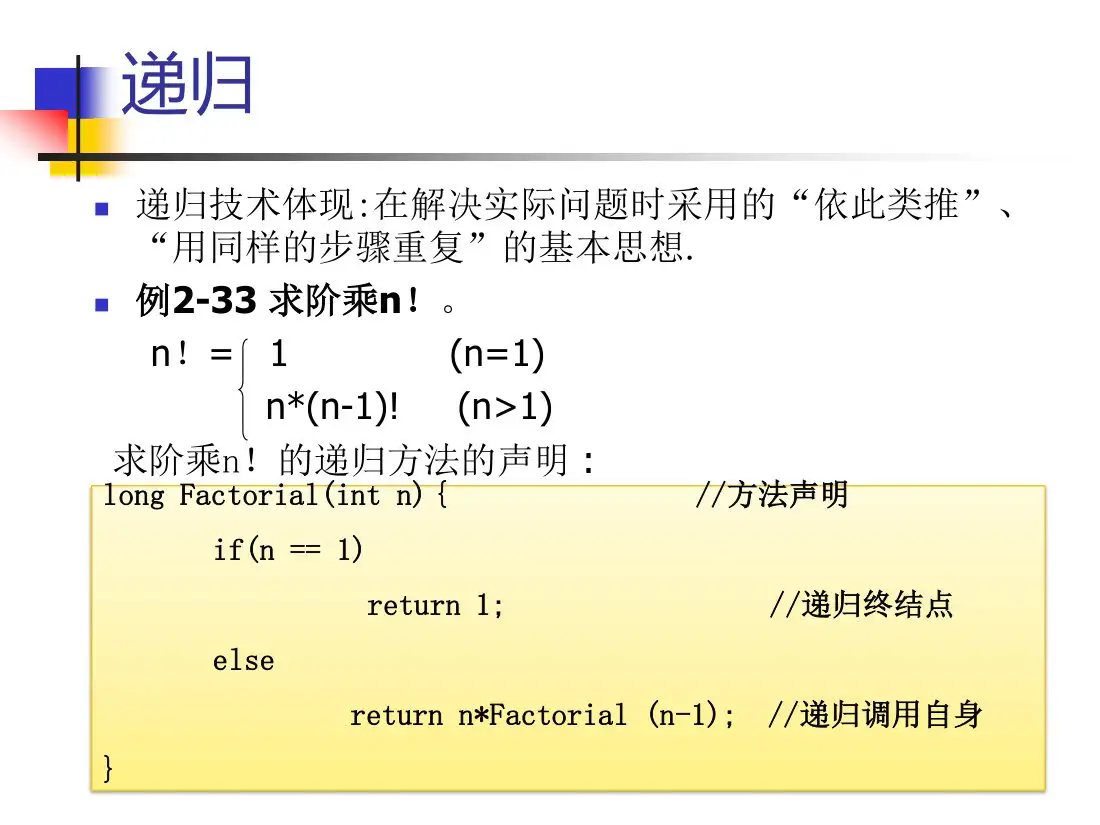 递归
递归技术体现:在解决实际问题时采用的“依此类推”、
“用同样的步骤重复”的基本思想.
例2-33 求阶乘n！。
n！= 1 (n=1)
n*(n-1)! (n>1)
求阶乘n！的递归方法的声明：
long Factorial(int n){ //方法声明
if(n == 1)
return 1; //递归终结点
else
return n*Factorial (n-1); //递归调用自身
}